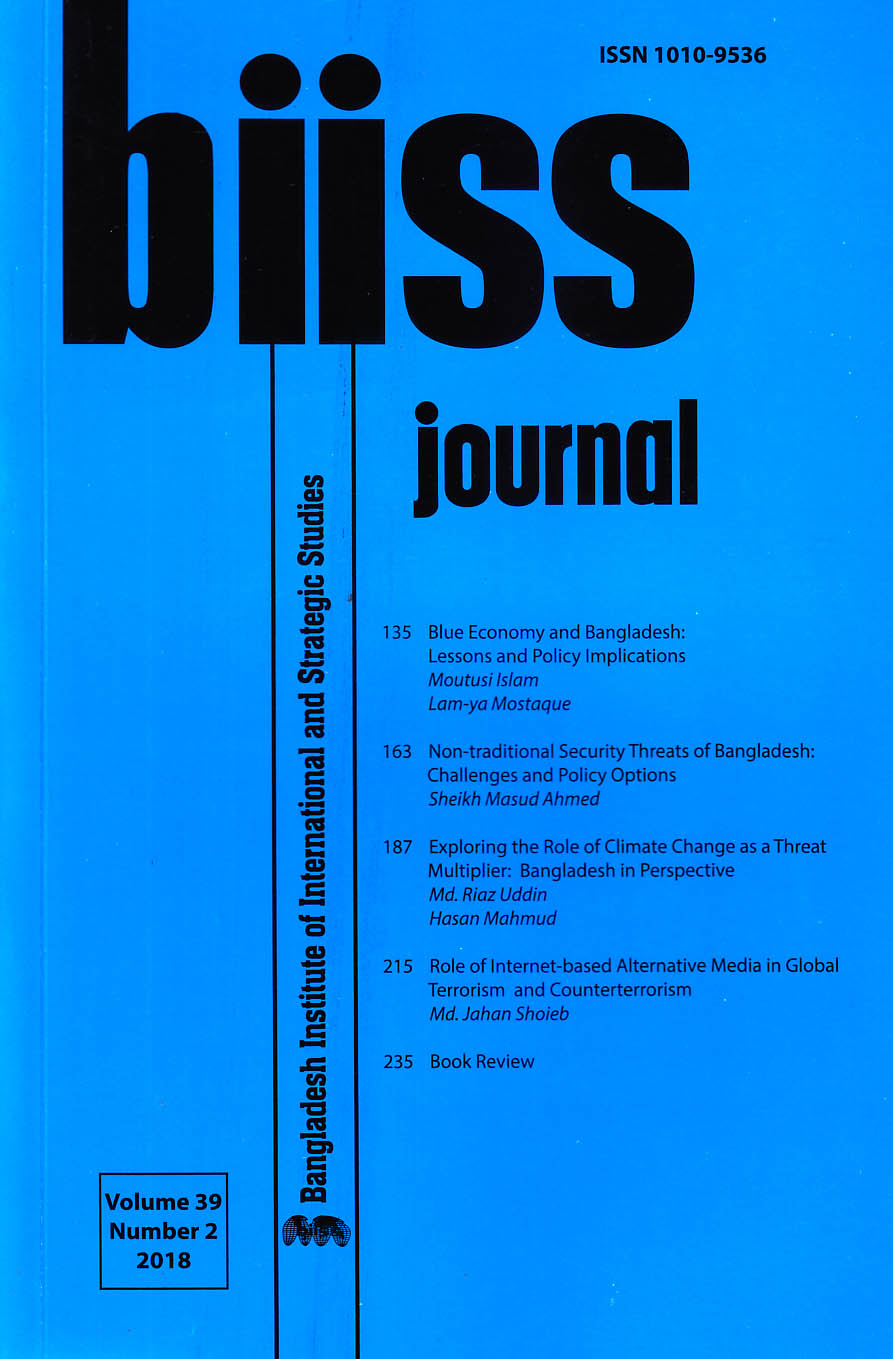 ISSN 1010-9536
biiss
journal
Bangladesh Institute of International and Strategic Studies
135 Blue Economy and Bangladesh:
Lessons and Policy Implications
Moutusi Islam
Lam-ya Mostaque
163 Non-traditional Security Threats of Bangladesh:
Challenges and Policy Options
Sheikh Masud Ahmed
187 Exploring the Role of Climate Change as a Threat
Multiplier: Bangladesh in Perspective
Md. Riaz Uddin
Hasan Mahmud
215 Role of Internet-based Alternative Media in Global
Terrorism and Counterterrorism
Md. Jahan Shoieb
235 Book Review
Volume 39
Number 2
2018